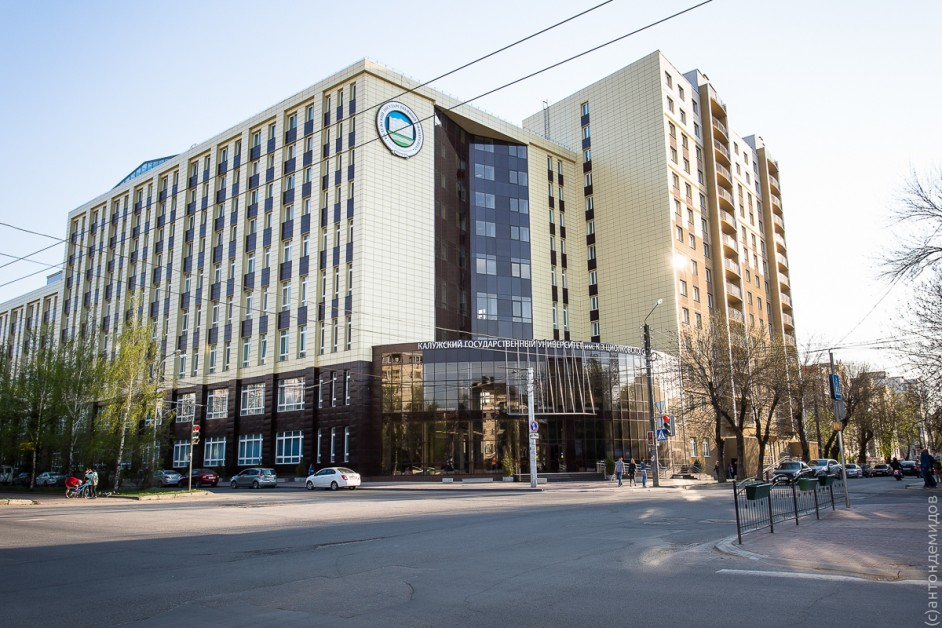 КАЛУЖСКИЙ ГОСУДАРСТВЕННЫЙ УНИВЕРСИТЕТ им. К.Э.ЦИОЛКОВСКОГО
(с)антондемидов